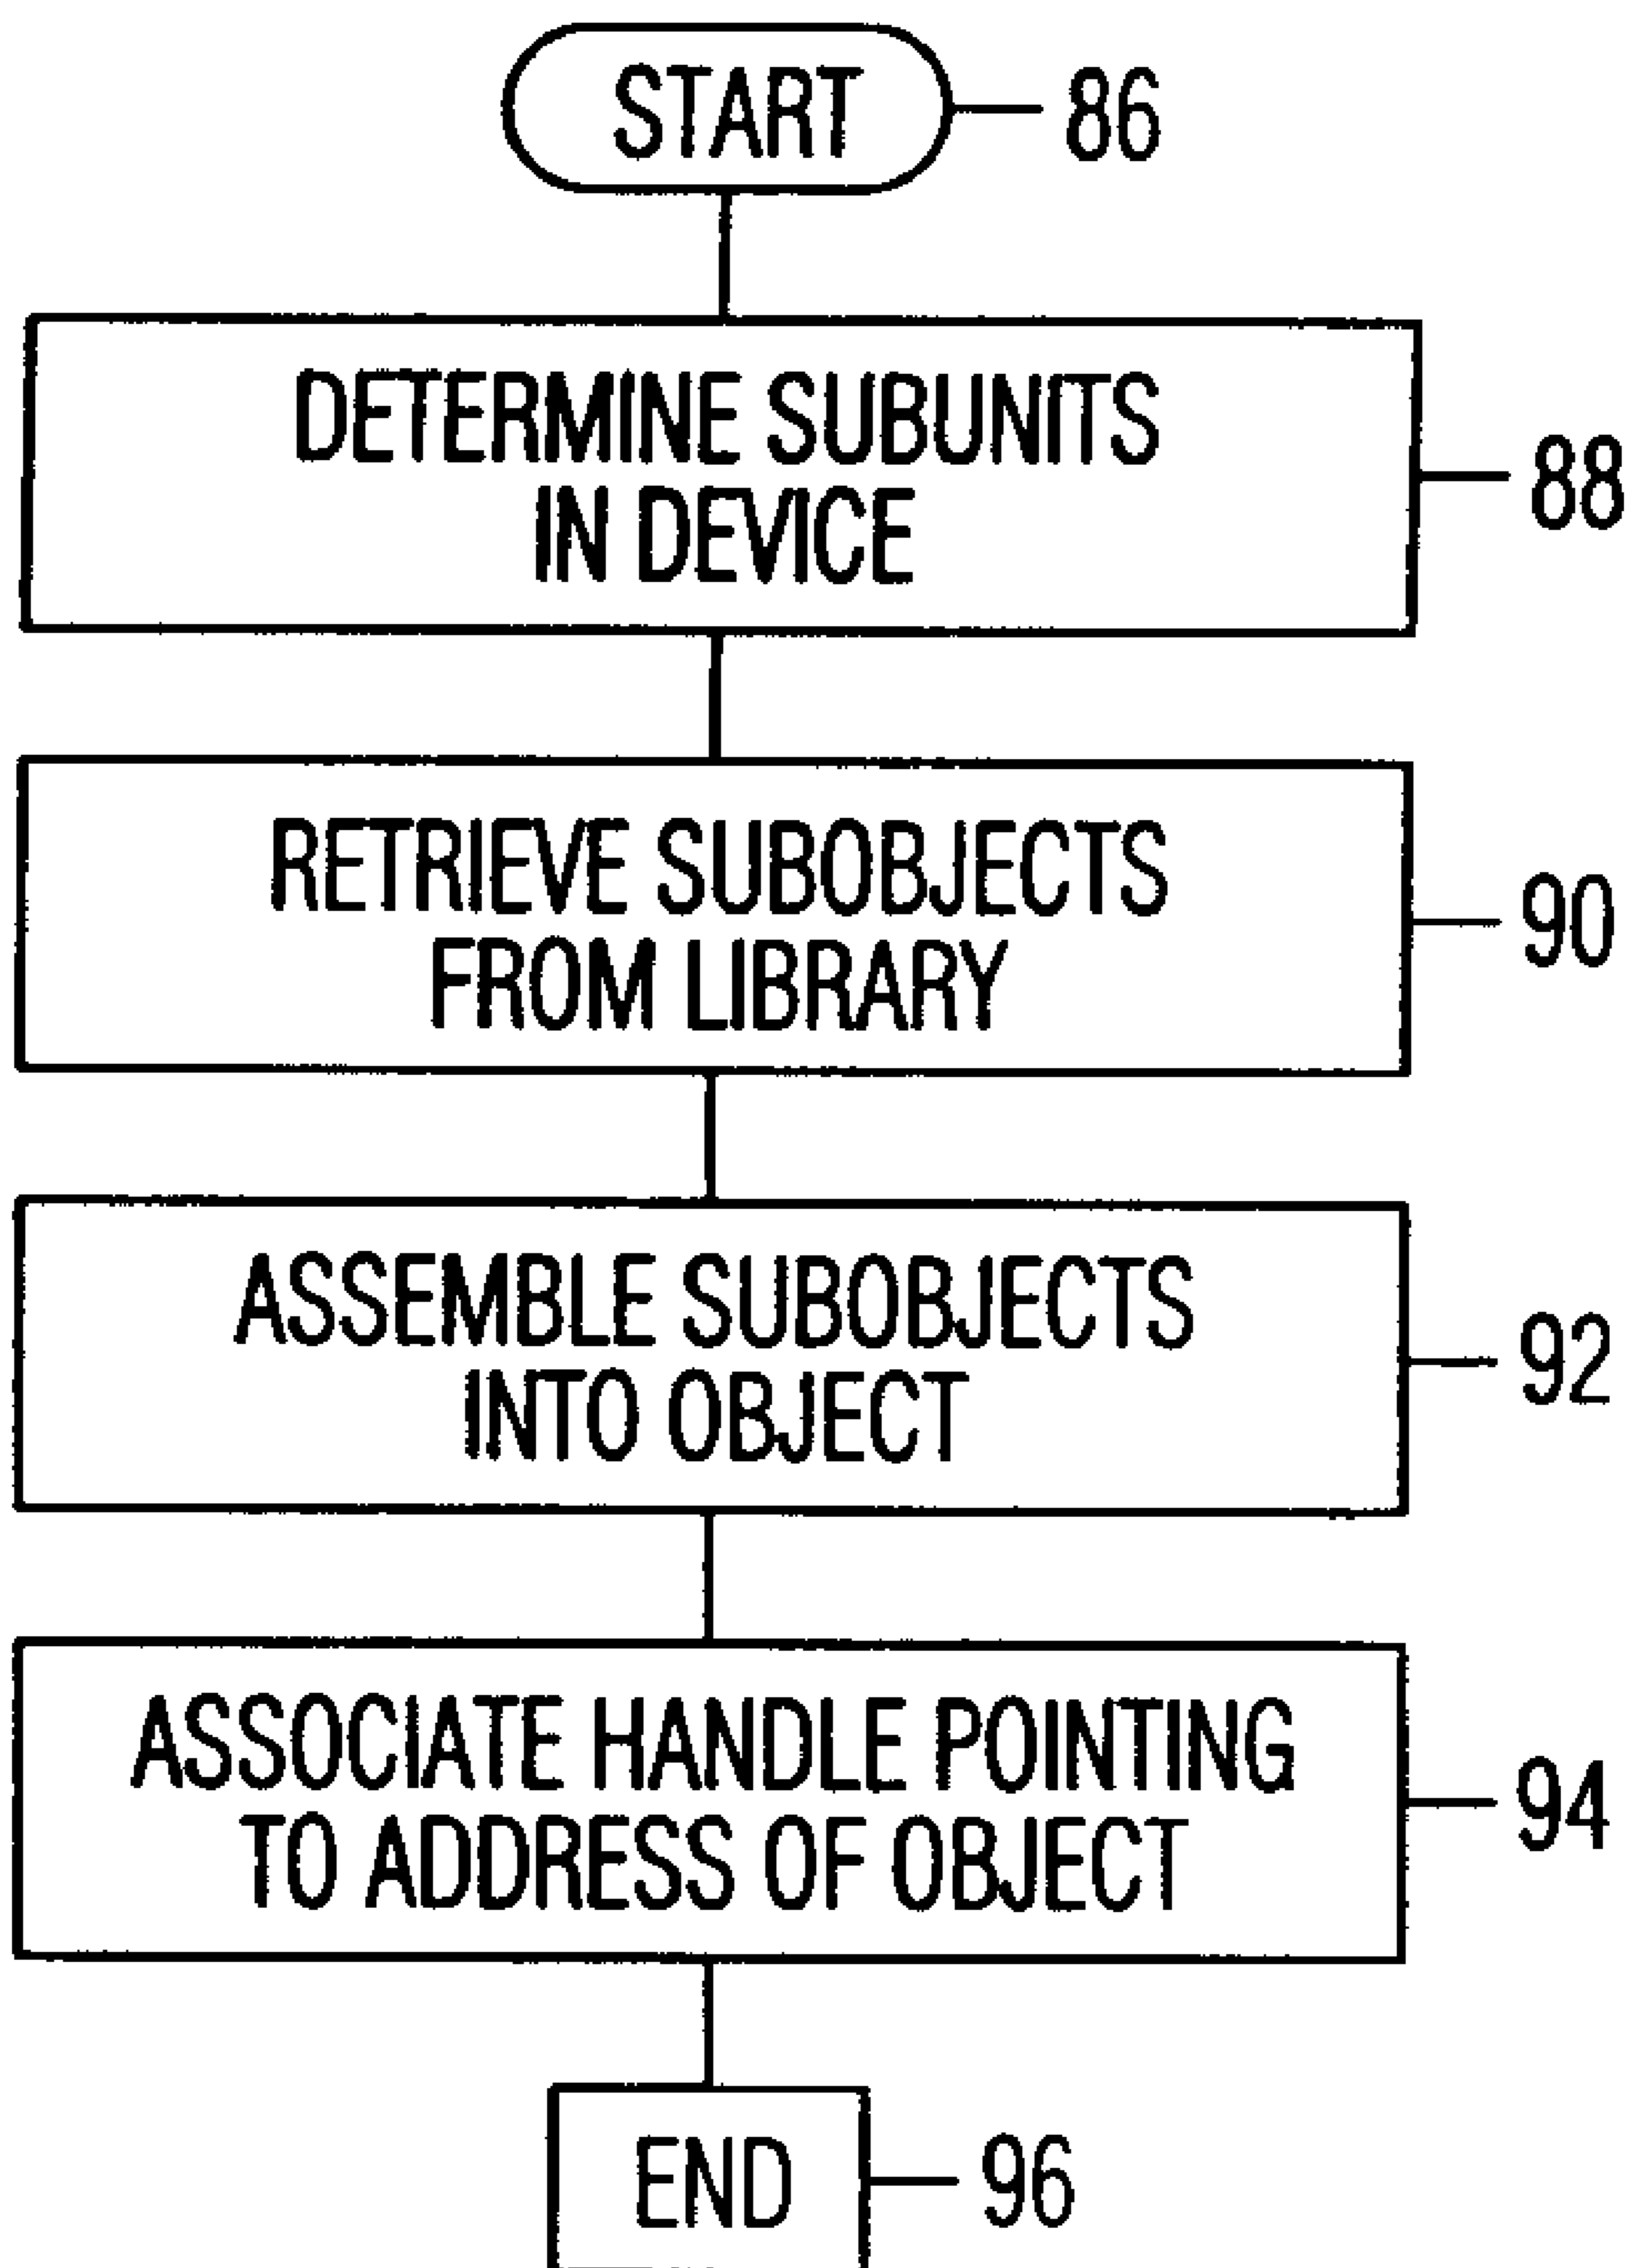 START
86
DETERMINE SUBUNITS
IN DEVICE
88
RETRIEVE SUBOBJECTS
FROM LIBRARY
90
ASSEMBLE SUBOBJECTS
INTO OBJECT
92
ASSOCIATE HANDLE POINTING
TO ADDRESS OF OBJECT
94
END
96